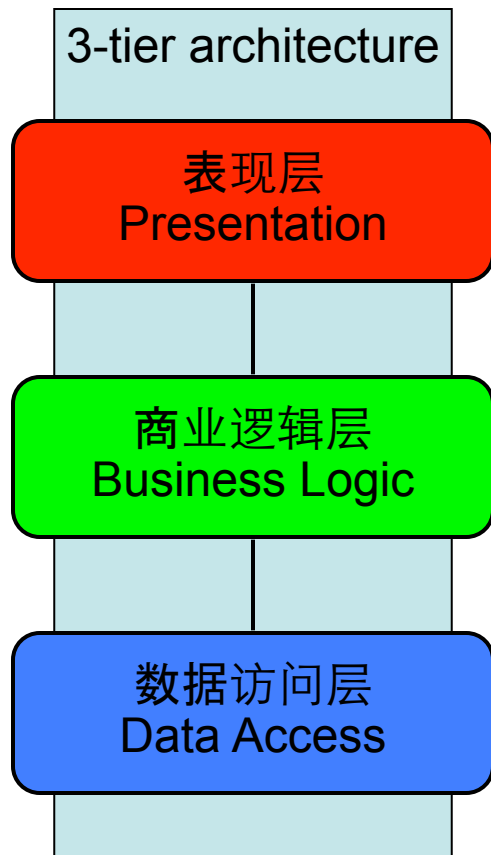 3-tier architecture
表现层
Presentation
商业逻辑层
Business Logic
数据访问层
Data Access